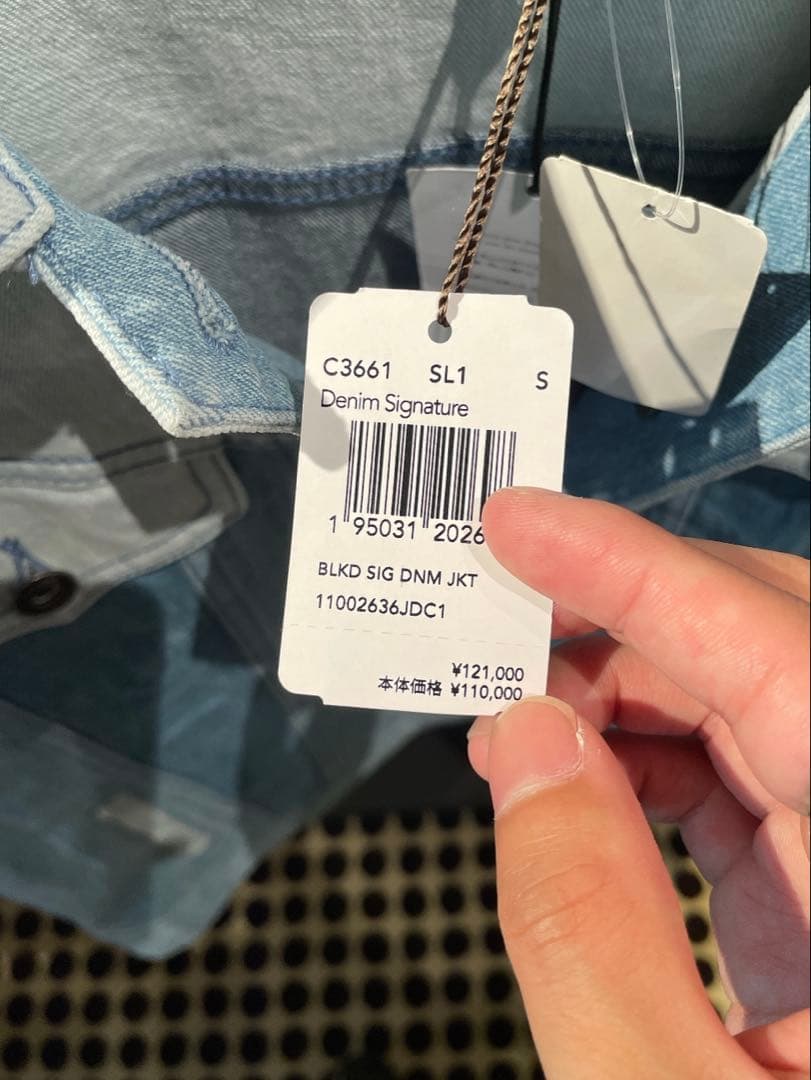 C3661 SL1 S
Denim Signature
1 95031 2026
BLKD SIG DNM JKT
11002636JDC1
¥121,000
本体価格 ¥110,000